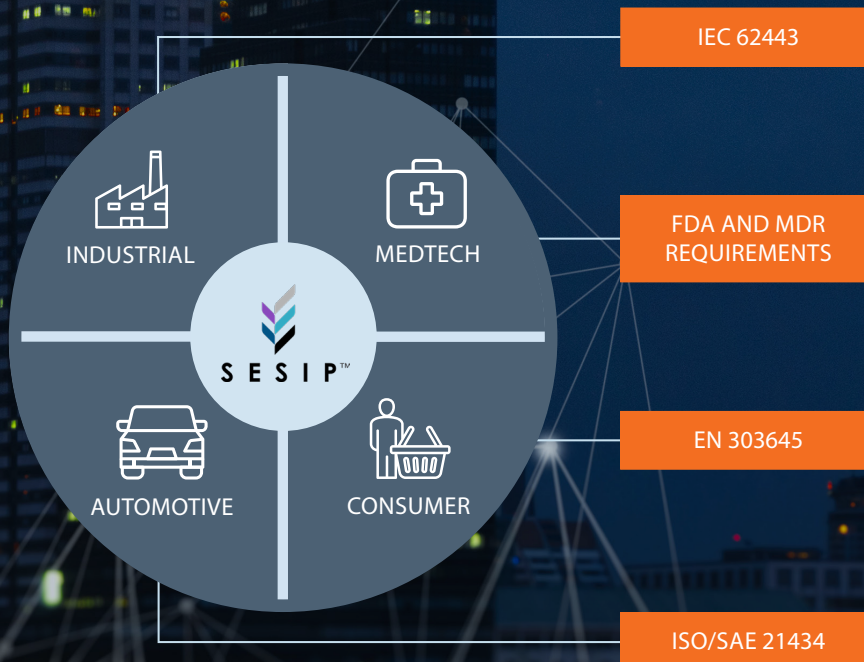 IEC 62443
INDUSTRIAL
MEDTECH
FDA AND MDR
REQUIREMENTS
SESIP™
EN 303645
AUTOMOTIVE
CONSUMER
ISO/SAE 21434